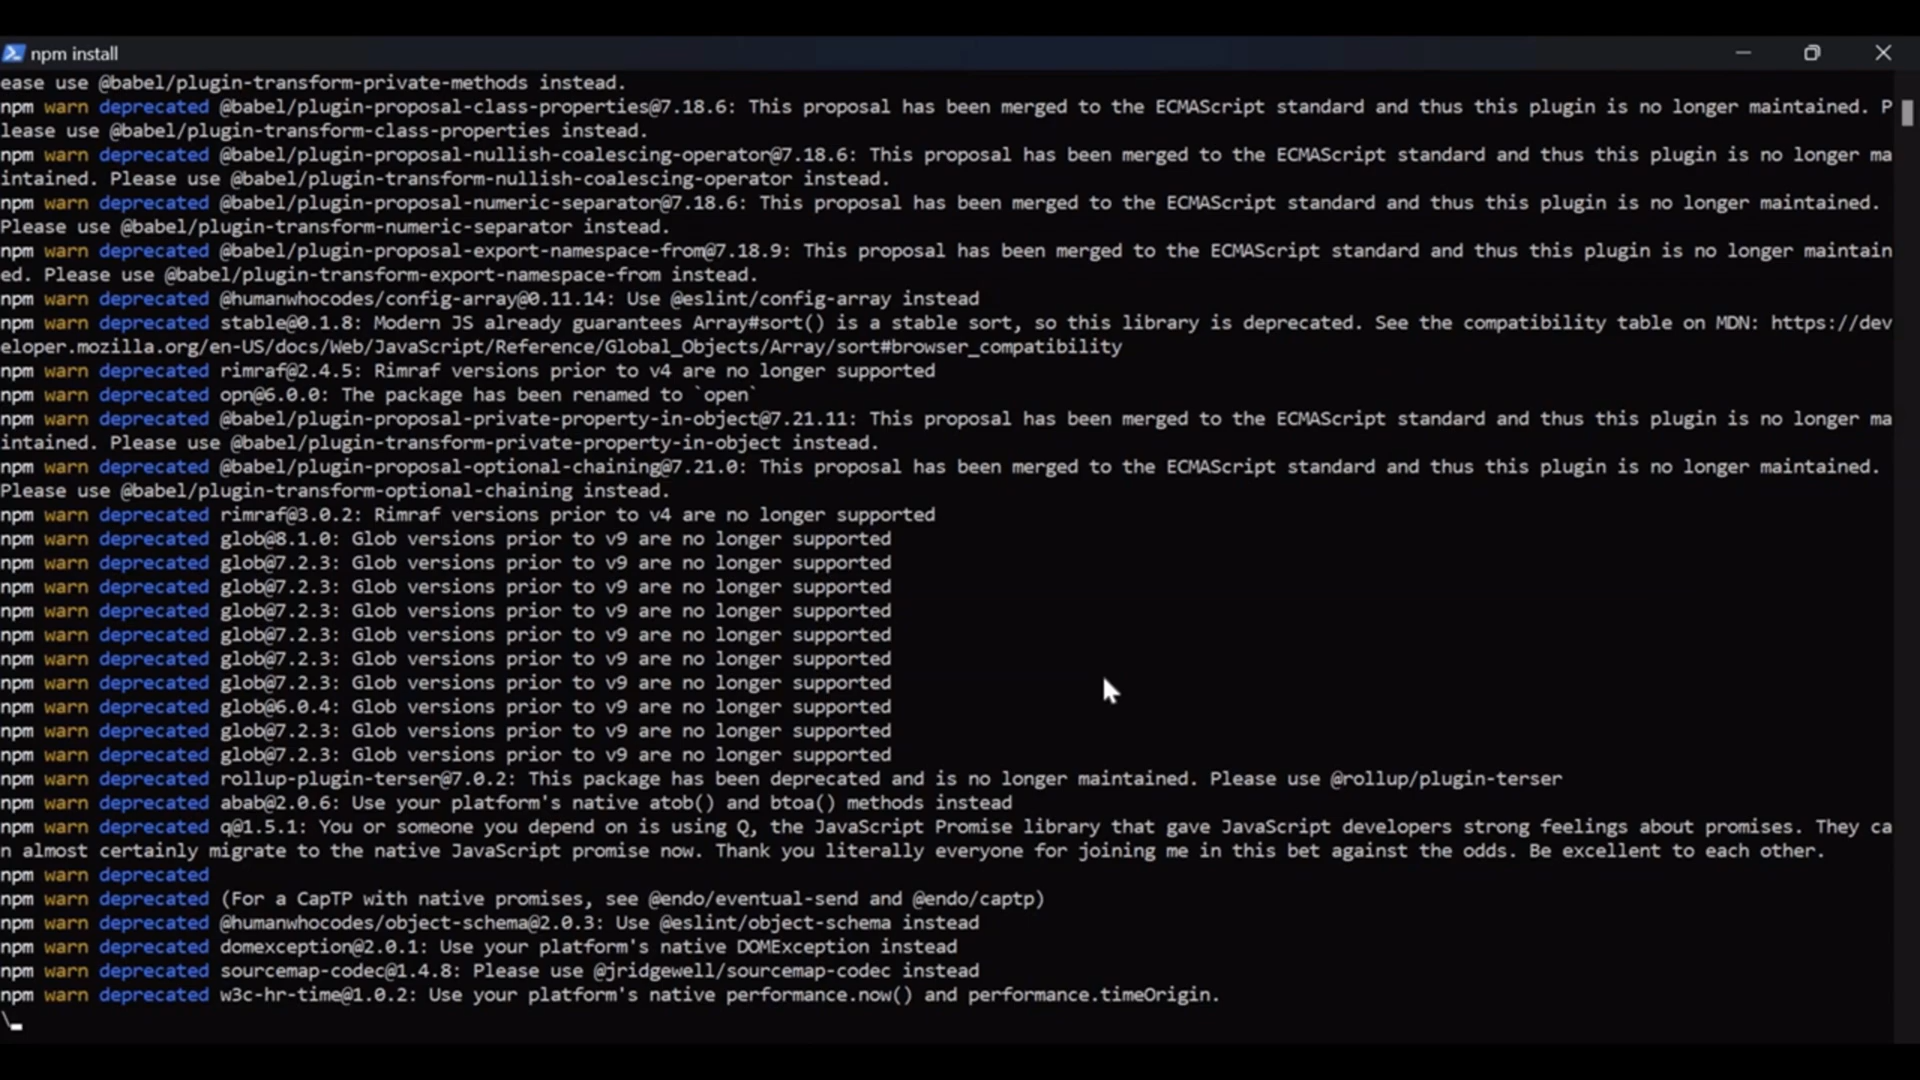 npm install
ease use @babel/plugin-transform-private-methods instead.
npm warn deprecated @babel/plugin-proposal-class-properties@7.18.6: This proposal has been merged to the ECMAScript standard and thus this plugin is no longer maintained. P
lease use @babel/plugin-transform-class-properties instead.
npm warn deprecated @babel/plugin-proposal-nullish-coalescing-operator@7.18.6: This proposal has been merged to the ECMAScript standard and thus this plugin is no longer ma
intained. Please use @babel/plugin-transform-nullish-coalescing-operator instead.
npm warn deprecated @babel/plugin-proposal-numeric-separator@7.18.6: This proposal has been merged to the ECMAScript standard and thus this plugin is no longer maintained.
Please use @babel/plugin-transform-numeric-separator instead.
npm warn deprecated @babel/plugin-proposal-export-namespace-from@7.18.9: This proposal has been merged to the ECMAScript standard and thus this plugin is no longer maintain
ed. Please use @babel/plugin-transform-export-namespace-from instead.
npm warn deprecated @humanwhocodes/config-array@0.11.14: Use @eslint/config-array instead
npm warn deprecated stable@0.1.8: Modern JS already guarantees Array#sort() is a stable sort, so this library is deprecated. See the compatibility table on MDN: https://dev
eloper.mozilla.org/en-US/docs/Web/JavaScript/Reference/Global_Objects/Array/sort#browser_compatibility
npm warn deprecated rimraf@2.4.5: Rimraf versions prior to v4 are no longer supported
npm warn deprecated opn@6.0.0: The package has been renamed to `open`
npm warn deprecated @babel/plugin-proposal-private-property-in-object@7.21.11: This proposal has been merged to the ECMAScript standard and thus this plugin is no longer ma
intained. Please use @babel/plugin-transform-private-property-in-object instead.
npm warn deprecated @babel/plugin-proposal-optional-chaining@7.21.0: This proposal has been merged to the ECMAScript standard and thus this plugin is no longer maintained.
Please use @babel/plugin-transform-optional-chaining instead.
npm warn deprecated rimraf@3.0.2: Rimraf versions prior to v4 are no longer supported
npm warn deprecated glob@8.1.0: Glob versions prior to v9 are no longer supported
npm warn deprecated glob@7.2.3: Glob versions prior to v9 are no longer supported
npm warn deprecated glob@7.2.3: Glob versions prior to v9 are no longer supported
npm warn deprecated glob@7.2.3: Glob versions prior to v9 are no longer supported
npm warn deprecated glob@7.2.3: Glob versions prior to v9 are no longer supported
npm warn deprecated glob@7.2.3: Glob versions prior to v9 are no longer supported
npm warn deprecated glob@7.2.3: Glob versions prior to v9 are no longer supported
npm warn deprecated glob@6.0.4: Glob versions prior to v9 are no longer supported
npm warn deprecated glob@7.2.3: Glob versions prior to v9 are no longer supported
npm warn deprecated glob@7.2.3: Glob versions prior to v9 are no longer supported
npm warn deprecated rollup-plugin-terser@7.0.2: This package has been deprecated and is no longer maintained. Please use @rollup/plugin-terser
npm warn deprecated abab@2.0.6: Use your platform's native atob() and btoa() methods instead
npm warn deprecated q@1.5.1: You or someone you depend on is using Q, the JavaScript Promise library that gave JavaScript developers strong feelings about promises. They ca
n almost certainly migrate to the native JavaScript promise now. Thank you literally everyone for joining me in this bet against the odds. Be excellent to each other.
npm warn deprecated
npm warn deprecated (For a CapTP with native promises, see @endo/eventual-send and @endo/captp)
npm warn deprecated @humanwhocodes/object-schema@2.0.3: Use @eslint/object-schema instead
npm warn deprecated domexception@2.0.1: Use your platform's native DOMException instead
npm warn deprecated sourcemap-codec@1.4.8: Please use @jridgewell/sourcemap-codec instead
npm warn deprecated w3c-hr-time@1.0.2: Use your platform's native performance.now() and performance.timeOrigin.
\